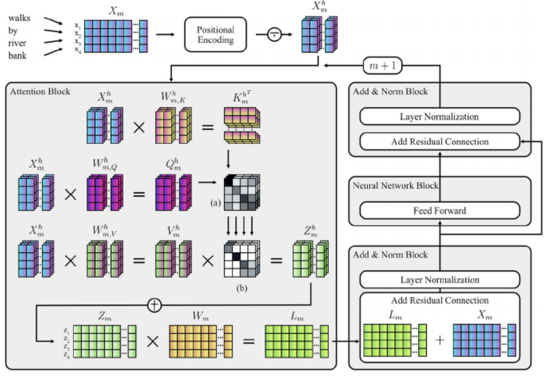 walks
by
river
bank
x₁
x₂
x₃
x₄
X_m
Positional
Encoding
÷
X_m^h
m + 1
Attention Block
X_m^h × W_{m,K}^h = K_m^{h^T}
X_m^h × W_{m,Q}^h = Q_m^h
(a)
X_m^h × W_{m,V}^h = V_m^h × = Z_m^h
(b)
+
Z_m × W_m = L_m
z₁
z₂
z₃
z₄
Add & Norm Block
Layer Normalization
Add Residual Connection
Neural Network Block
Feed Forward
Add & Norm Block
Layer Normalization
Add Residual Connection
L_m + X_m